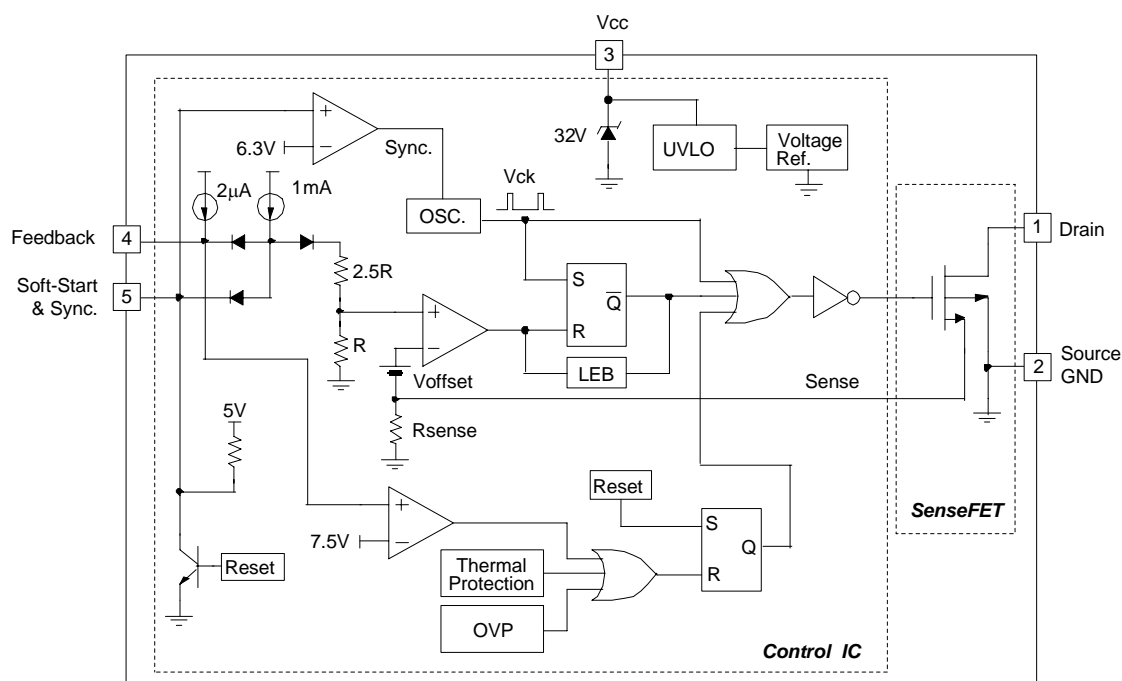 Vcc
3
32V
UVLO
Voltage
Ref.
+
−
6.3V
Sync.
2μA
1mA
Vck
OSC.
Feedback
4
Soft-Start
& Sync.
5
1
Drain
2.5R
R
+
−
S
R
Q
LEB
Voffset
Sense
2
Source
GND
Rsense
5V
Reset
SenseFET
+
−
7.5V
S
R
Q
Thermal
Protection
Reset
OVP
Control IC